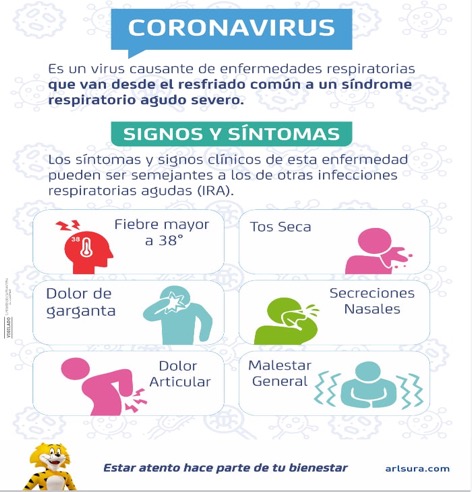 CORONAVIRUS
Es un virus causante de enfermedades respiratorias
que van desde el resfriado común a un síndrome
respiratorio agudo severo.
SIGNOS Y SÍNTOMAS
Los síntomas y signos clínicos de esta enfermedad
pueden ser semejantes a los de otras infecciones
respiratorias agudas (IRA).
Fiebre mayor
a 38°
38
Tos Seca
Dolor de
garganta
Secreciones
Nasales
Dolor
Articular
Malestar
General
VIGILADO
Estar atento hace parte de tu bienestar
arlsura.com